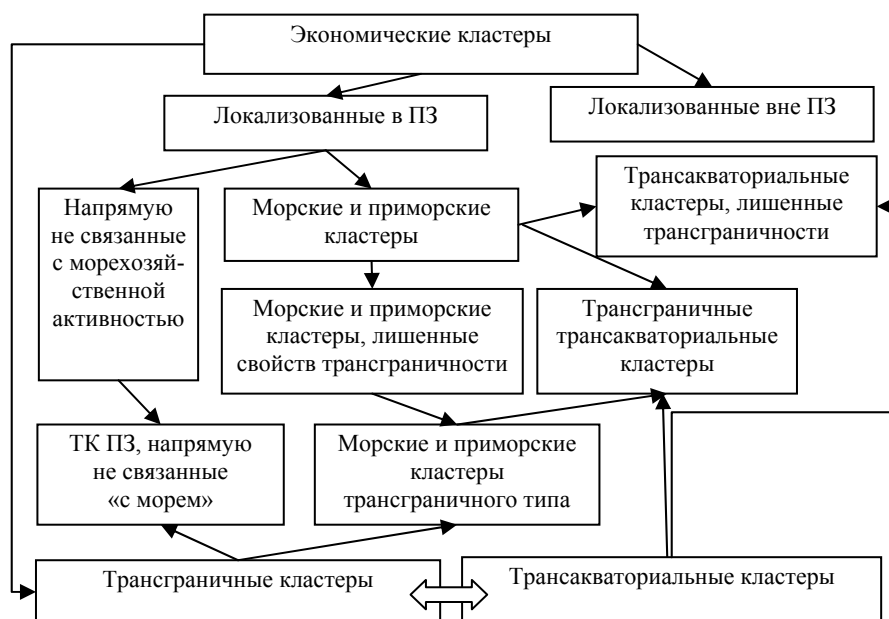 Экономические кластеры
Локализованные в ПЗ
Локализованные вне ПЗ
Напрямую
не связанные
с морехозяй-
ственной
активностью
Морские и приморские
кластеры
Трансакваториальные
кластеры, лишенные
трансграничности
Морские и приморские
кластеры, лишенные
свойств трансграничности
Трансграничные
трансакваториальные
кластеры
ТК ПЗ, напрямую
не связанные
«с морем»
Морские и приморские
кластеры
трансграничного типа
Трансграничные кластеры
Трансакваториальные кластеры